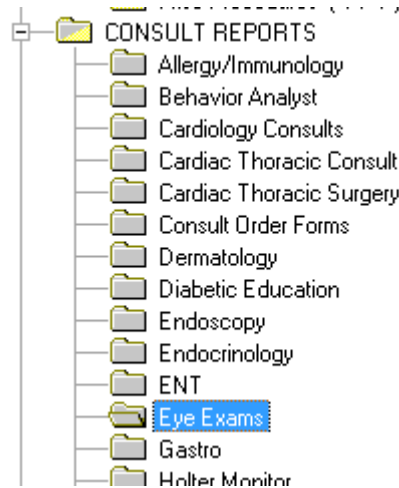 CONSULT REPORTS
Allergy/Immunology
Behavior Analyst
Cardiology Consults
Cardiac Thoracic Consult
Cardiac Thoracic Surgery
Consult Order Forms
Dermatology
Diabetic Education
Endoscopy
Endocrinology
ENT
Eye Exams
Gastro
Holter Monitor